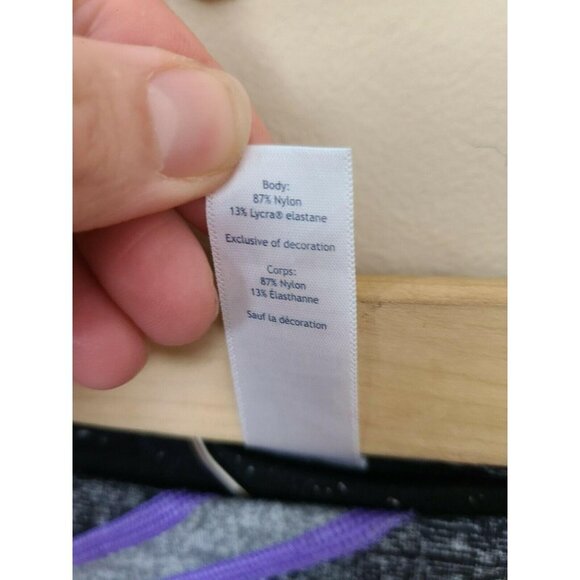 Body:
87% Nylon
13% Lycra® elastane
Exclusive of decoration
Corps:
87% Nylon
13% Élasthanne
Sauf la décoration